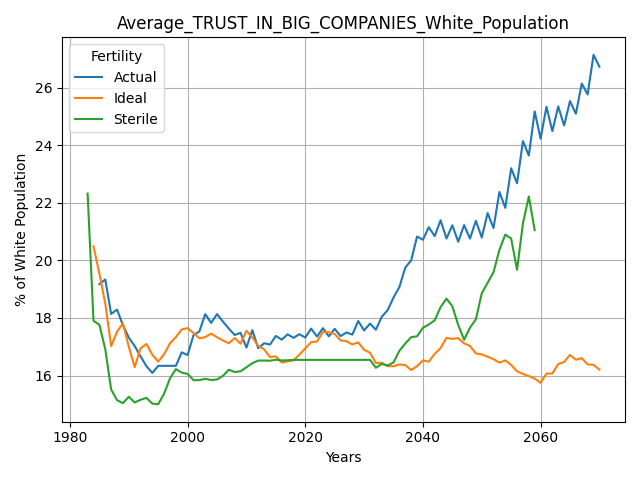 Average_TRUST_IN_BIG_COMPANIES_White_Population
Fertility
Actual
Ideal
Sterile
% of White Population
26
24
22
20
18
16
1980
2000
2020
2040
2060
Years